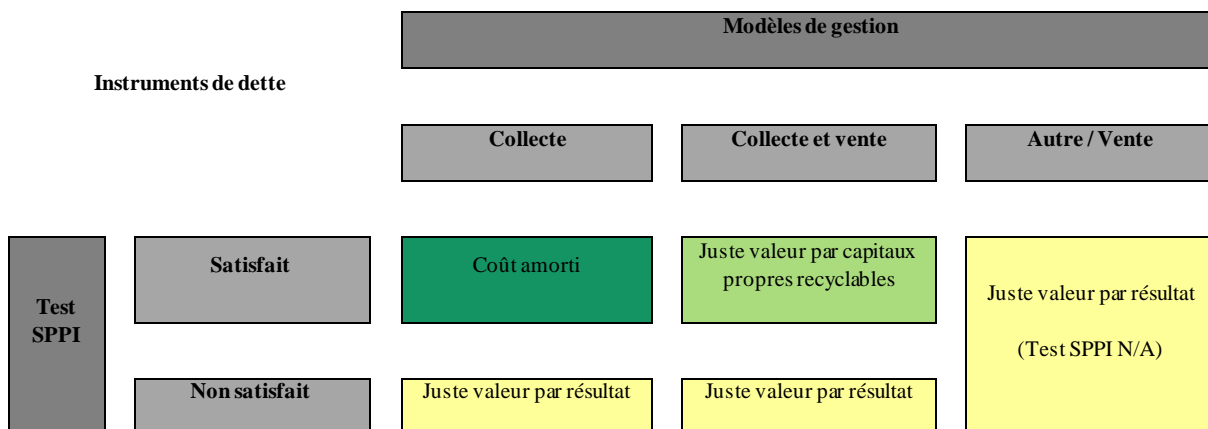 Modèles de gestion
Instruments de dette
Collecte
Collecte et vente
Autre / Vente
Test
SPPI
Satisfait
Coût amorti
Juste valeur par capitaux
propres recyclables
Juste valeur par résultat
(Test SPPI N/A)
Non satisfait
Juste valeur par résultat
Juste valeur par résultat